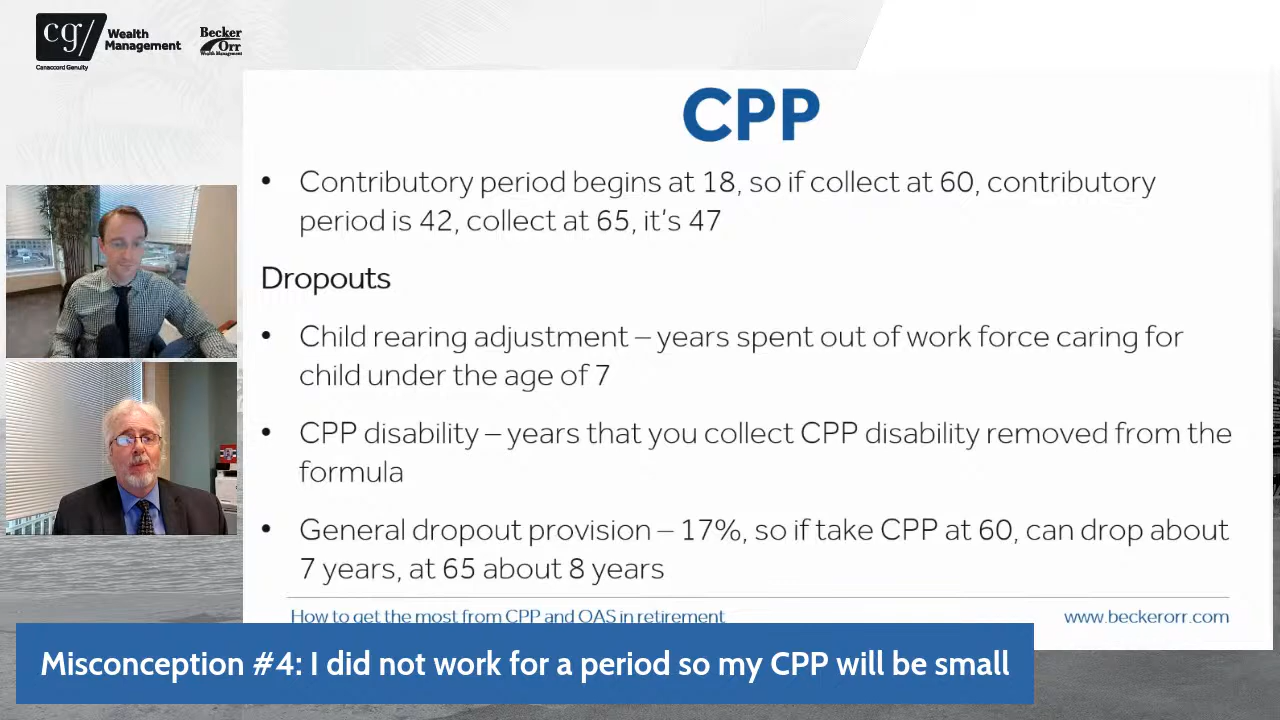 cg/ Wealth
Management
Canaccord Genuity
Becker
Orr
Wealth Management
CPP
• Contributory period begins at 18, so if collect at 60, contributory
period is 42, collect at 65, it's 47
Dropouts
• Child rearing adjustment – years spent out of work force caring for
child under the age of 7
• CPP disability – years that you collect CPP disability removed from the
formula
• General dropout provision – 17%, so if take CPP at 60, can drop about
7 years, at 65 about 8 years
How to get the most from CPP and OAS in retirement
www.beckerorr.com
Misconception #4: I did not work for a period so my CPP will be small